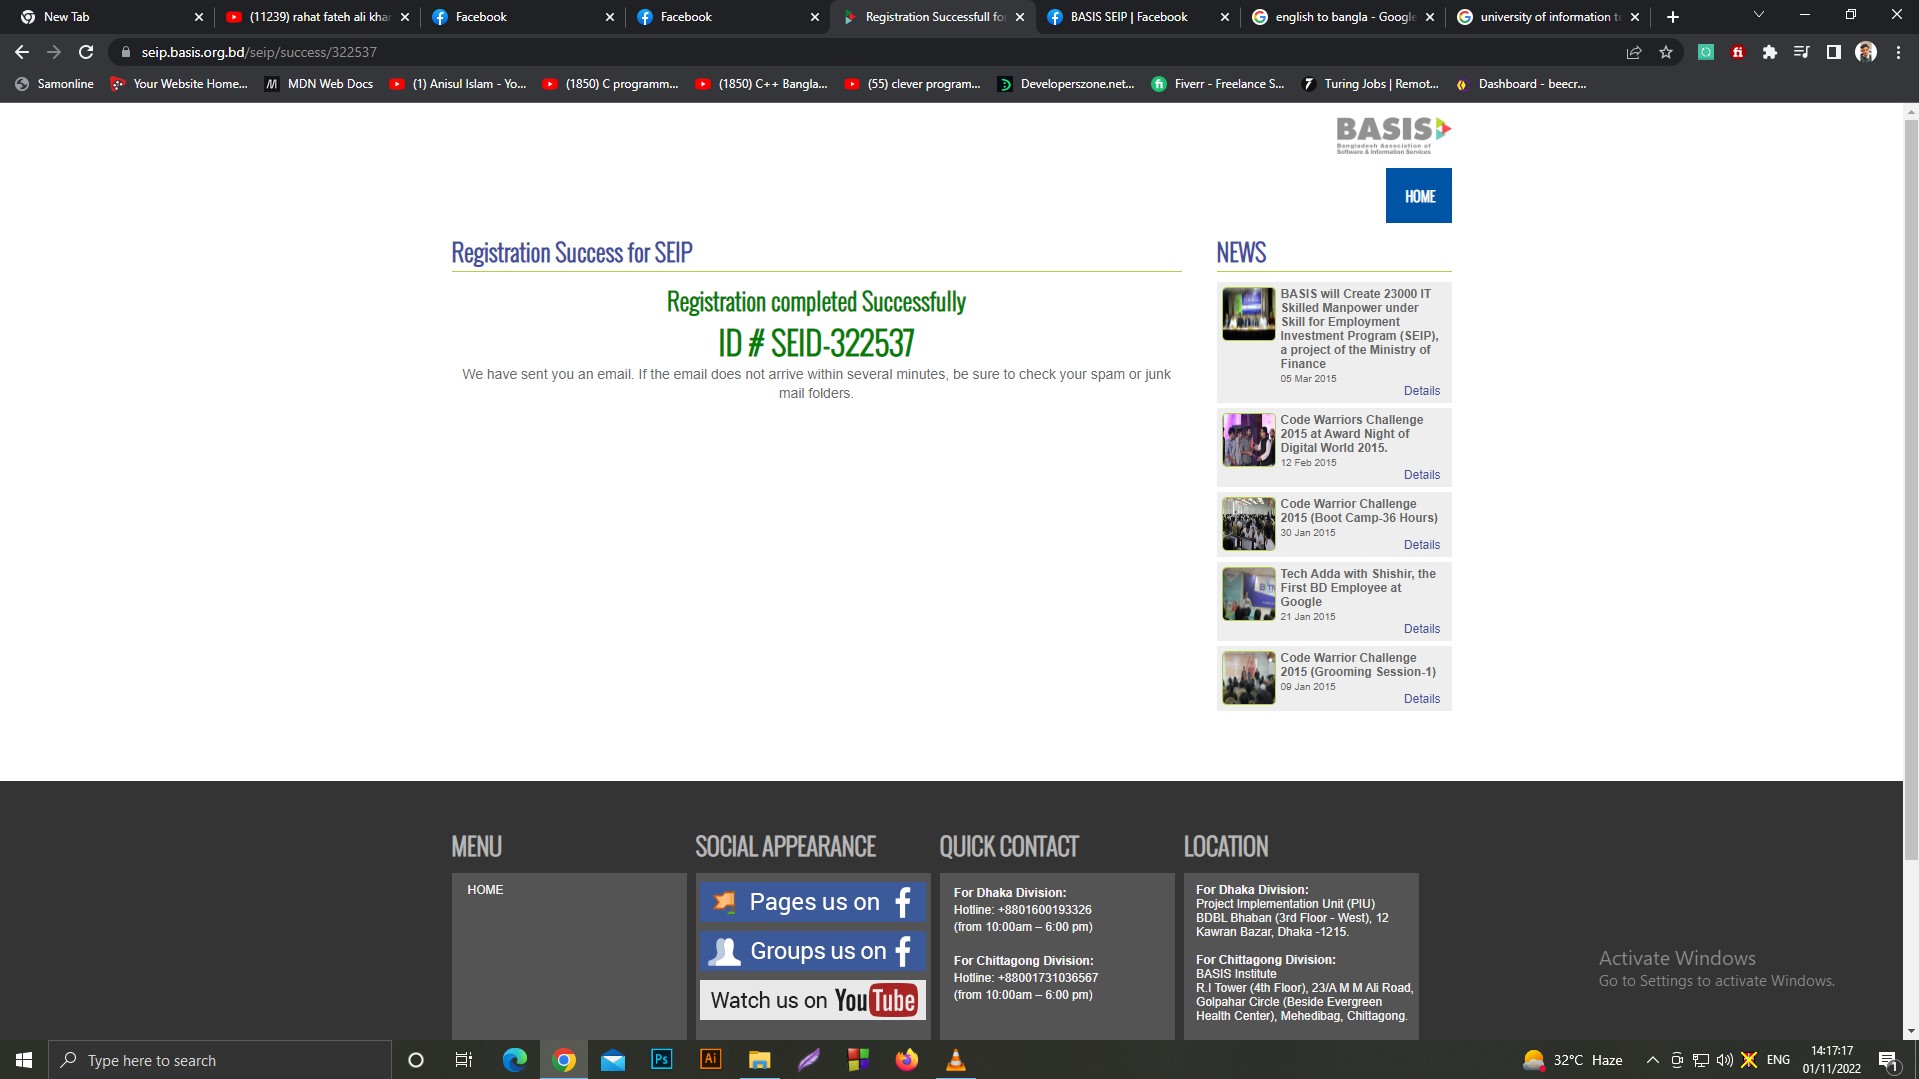 New Tab
(11239) rahat fateh ali khan
Facebook
Facebook
Registration Successfull for
BASIS SEIP | Facebook
english to bangla - Google
university of information te
seip.basis.org.bd/seip/success/322537
Samonline
Your Website Home...
MDN Web Docs
(1) Anisul Islam - Yo...
(1850) C programm...
(1850) C++ Bangla...
(55) clever program...
Developerszone.net...
Fiverr - Freelance S...
Turing Jobs | Remot...
Dashboard - beecr...
BASIS
Bangladesh Association of
Software & Information Services
HOME
Registration Success for SEIP
Registration completed Successfully
ID # SEID-322537
We have sent you an email. If the email does not arrive within several minutes, be sure to check your spam or junk
mail folders.
NEWS
BASIS will Create 23000 IT
Skilled Manpower under
Skill for Employment
Investment Program (SEIP),
a project of the Ministry of
Finance
05 Mar 2015
Details
Code Warriors Challenge
2015 at Award Night of
Digital World 2015.
12 Feb 2015
Details
Code Warrior Challenge
2015 (Boot Camp-36 Hours)
30 Jan 2015
Details
Tech Adda with Shishir, the
First BD Employee at
Google
21 Jan 2015
Details
Code Warrior Challenge
2015 (Grooming Session-1)
09 Jan 2015
Details
MENU
HOME
SOCIAL APPEARANCE
Pages us on f
Groups us on f
Watch us on YouTube
QUICK CONTACT
For Dhaka Division:
Hotline: +8801600193326
(from 10:00am – 6:00 pm)
For Chittagong Division:
Hotline: +88001731036567
(from 10:00am – 6:00 pm)
LOCATION
For Dhaka Division:
Project Implementation Unit (PIU)
BDBL Bhaban (3rd Floor - West), 12
Kawran Bazar, Dhaka -1215.
For Chittagong Division:
BASIS Institute
R.I Tower (4th Floor), 23/A M M Ali Road,
Golpahar Circle (Beside Evergreen
Health Center), Mehedibag, Chittagong.
Activate Windows
Go to Settings to activate Windows.
Type here to search
Ps
Ai
32°C Haze
ENG
14:17:17
01/11/2022
1